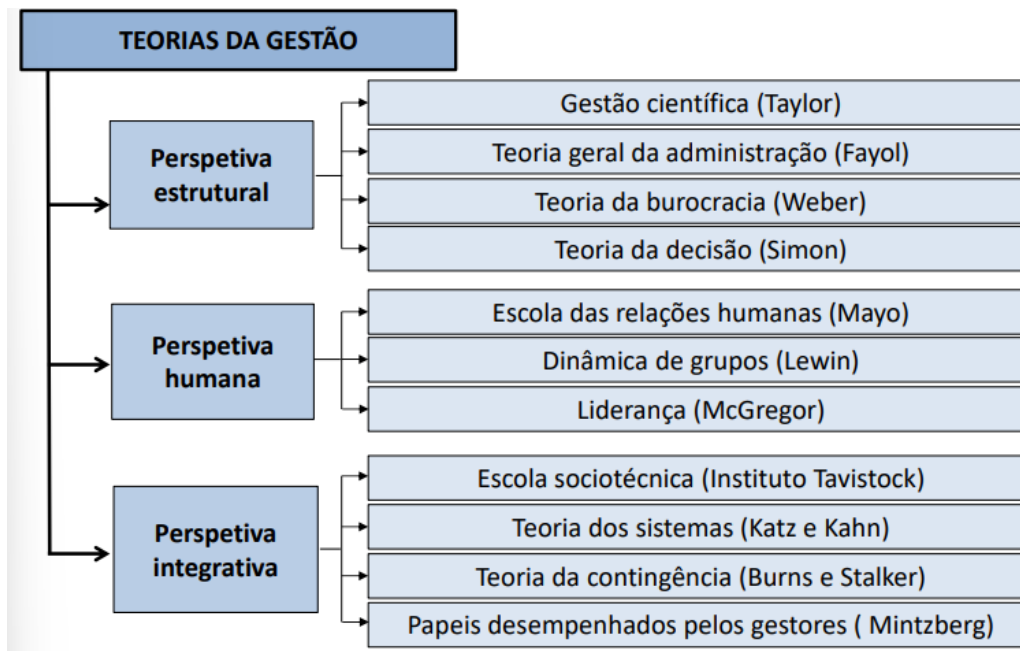 TEORIAS DA GESTÃO
Perspetiva
estrutural
Gestão científica (Taylor)
Teoria geral da administração (Fayol)
Teoria da burocracia (Weber)
Teoria da decisão (Simon)
Perspetiva
humana
Escola das relações humanas (Mayo)
Dinâmica de grupos (Lewin)
Liderança (McGregor)
Perspetiva
integrativa
Escola sociotécnica (Instituto Tavistock)
Teoria dos sistemas (Katz e Kahn)
Teoria da contingência (Burns e Stalker)
Papeis desempenhados pelos gestores ( Mintzberg)